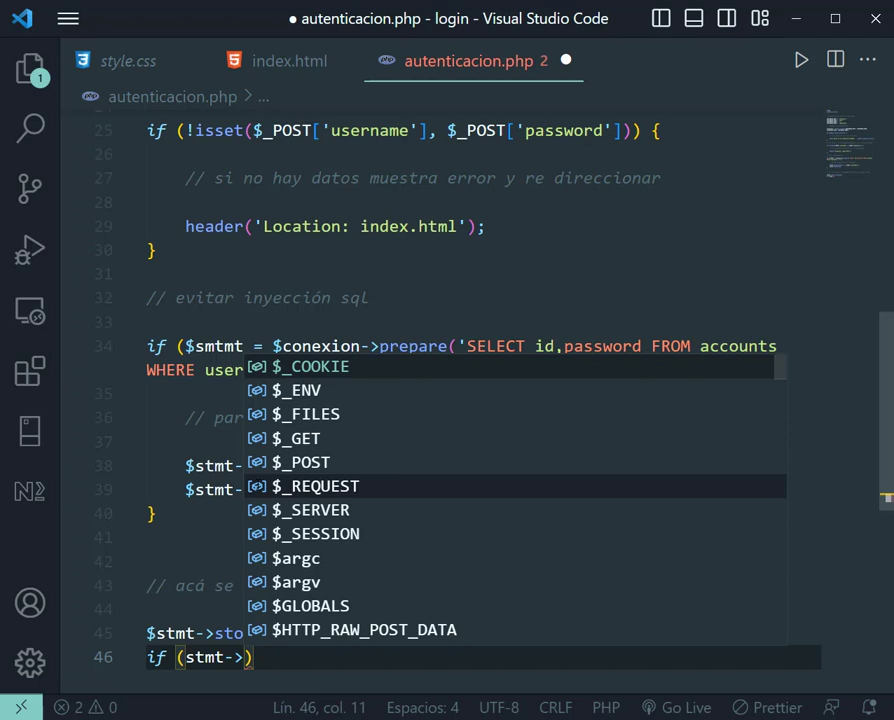 ● autenticacion.php - login - Visual Studio Code
style.css index.html autenticacion.php 2 ●
autenticacion.php > ...
25 if (!isset($_POST['username'], $_POST['password'])) {
26
27 // si no hay datos muestra error y re direccionar
28
29 header('Location: index.html');
30 }
31
32 // evitar inyección sql
33
34 if ($smtmt = $conexion->prepare('SELECT id,password FROM accounts
WHERE user
$_COOKIE
35 $_ENV
36 // par $_FILES
37 $_GET
38 $stmt- $_POST
39 $stmt- $_REQUEST
40 } $_SERVER
41 $_SESSION
42 $argc
43 // acá se $argv
44 $GLOBALS
45 $stmt->sto $HTTP_RAW_POST_DATA
46 if (stmt->)
1
2 0 Lín. 46, col. 11 Espacios: 4 UTF-8 CRLF PHP Go Live Prettier